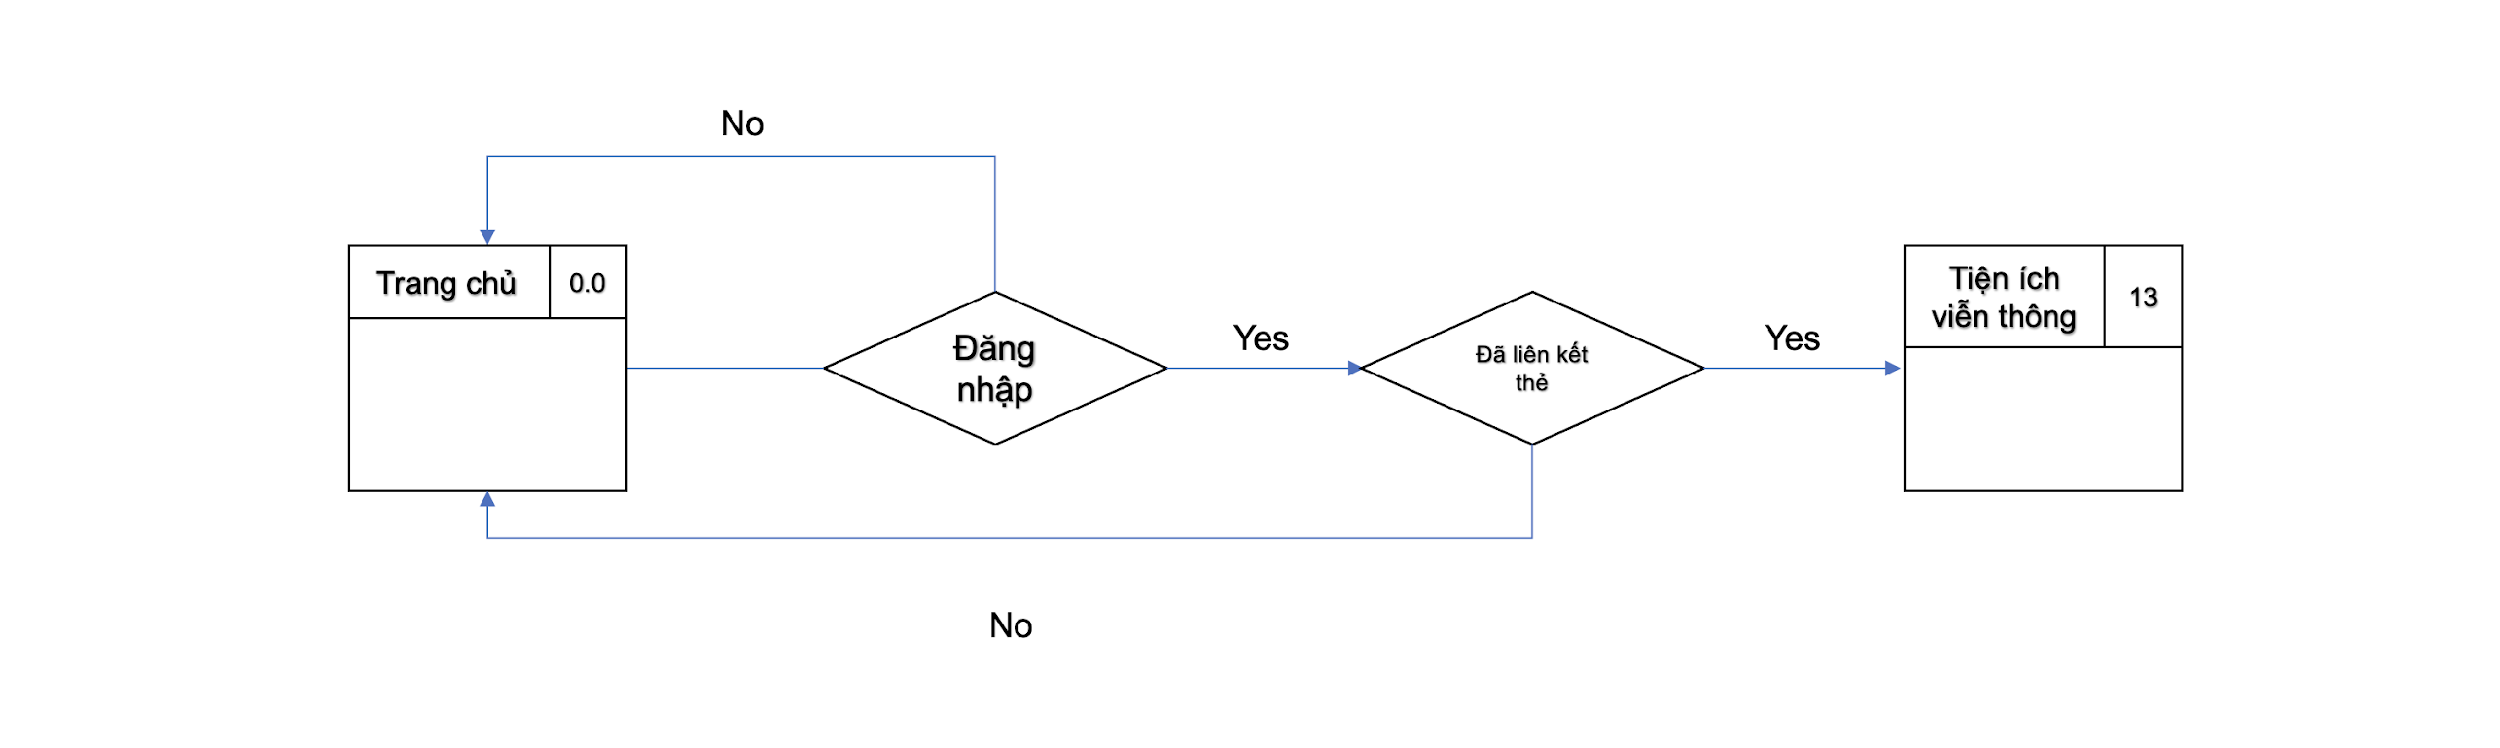 No
Trang chủ
0.0
Đăng
nhập
Yes
Đã liên kết
thẻ
Yes
Tiện ích
viễn thông
13
No